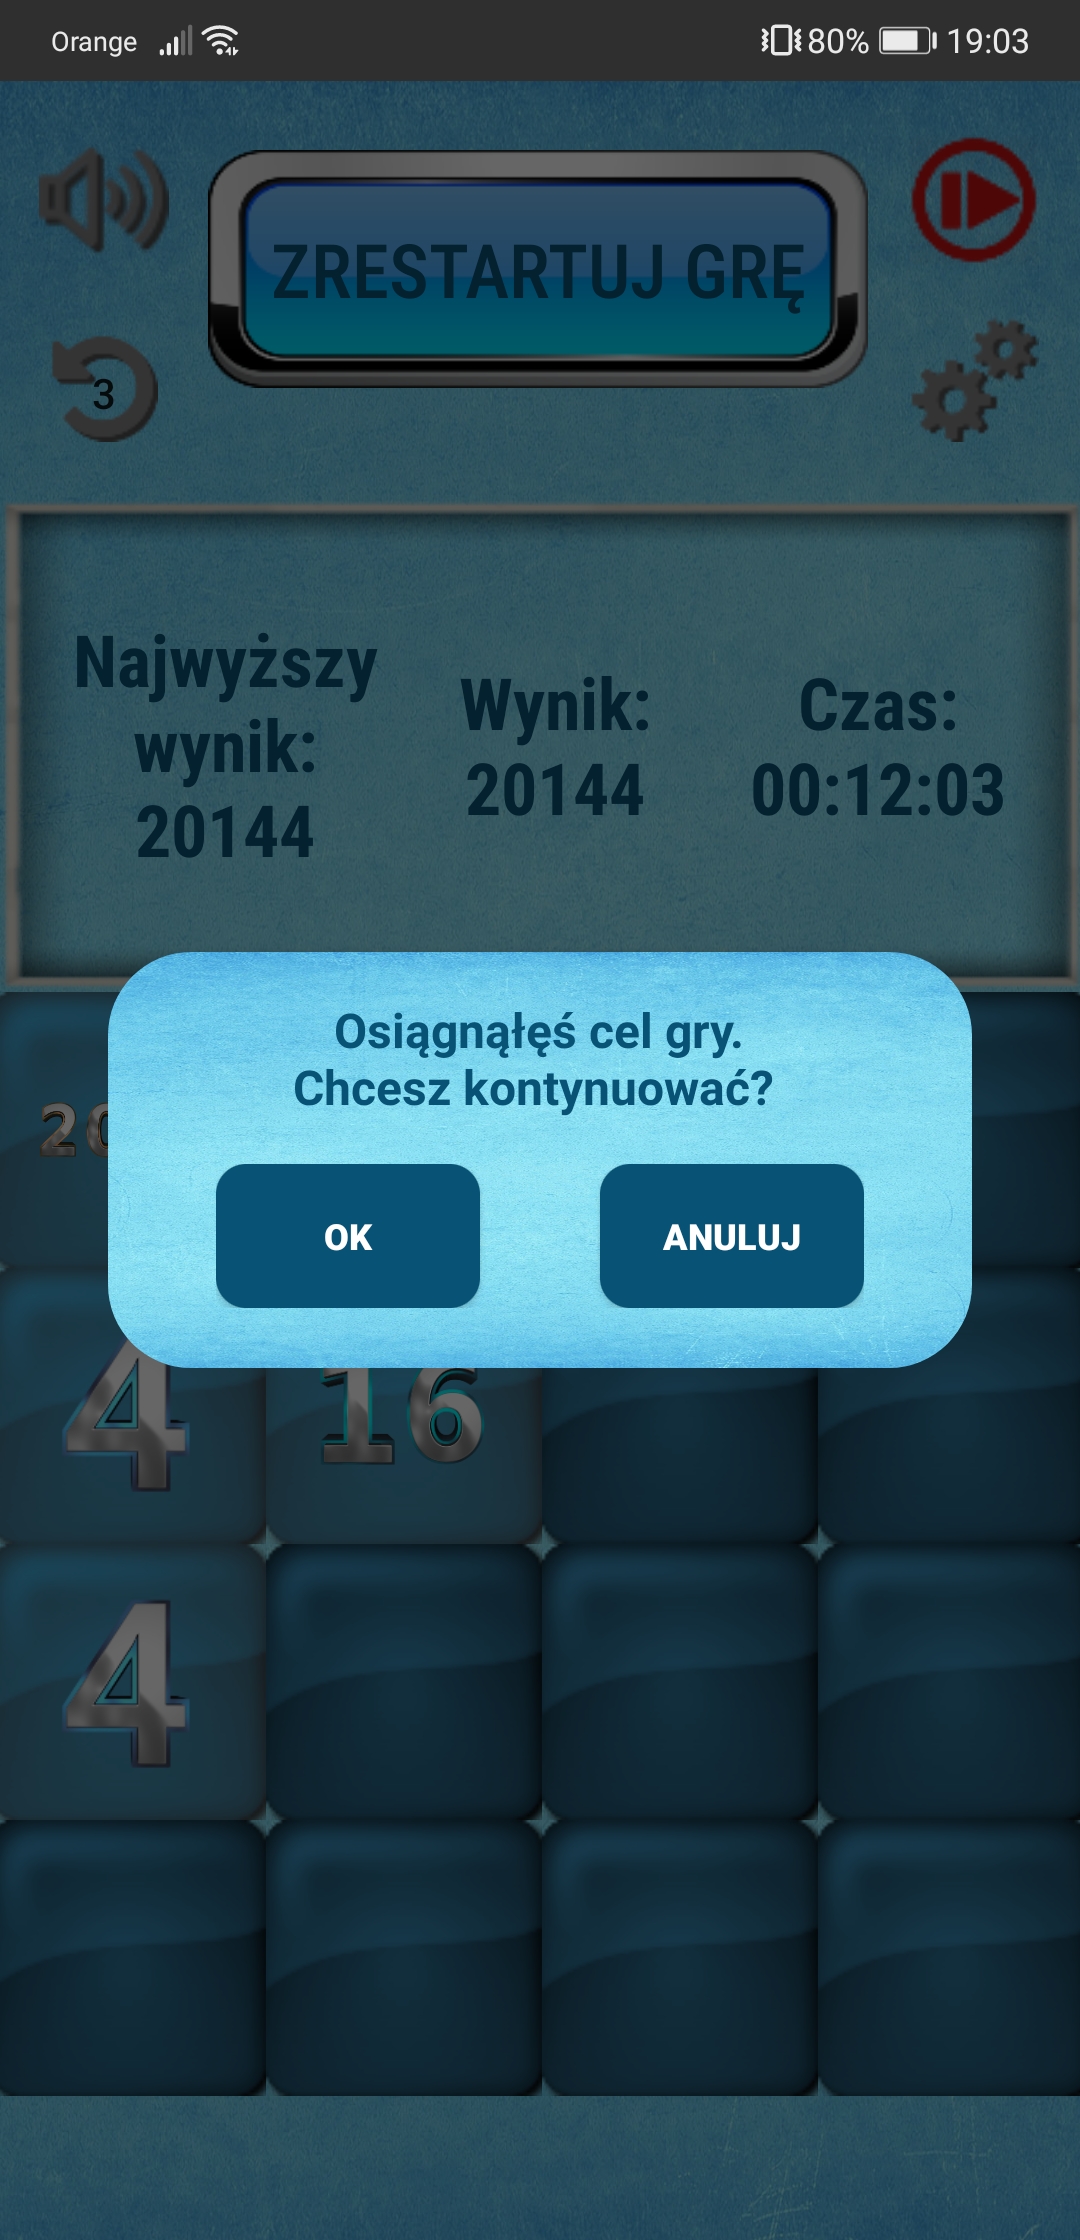 Orange 80% 19:03
ZRESTARTUJ GRĘ
3
Najwyższy
wynik:
20144
Wynik:
20144
Czas:
00:12:03
Osiągnąłęś cel gry.
Chcesz kontynuować?
OK ANULUJ
4 16
4